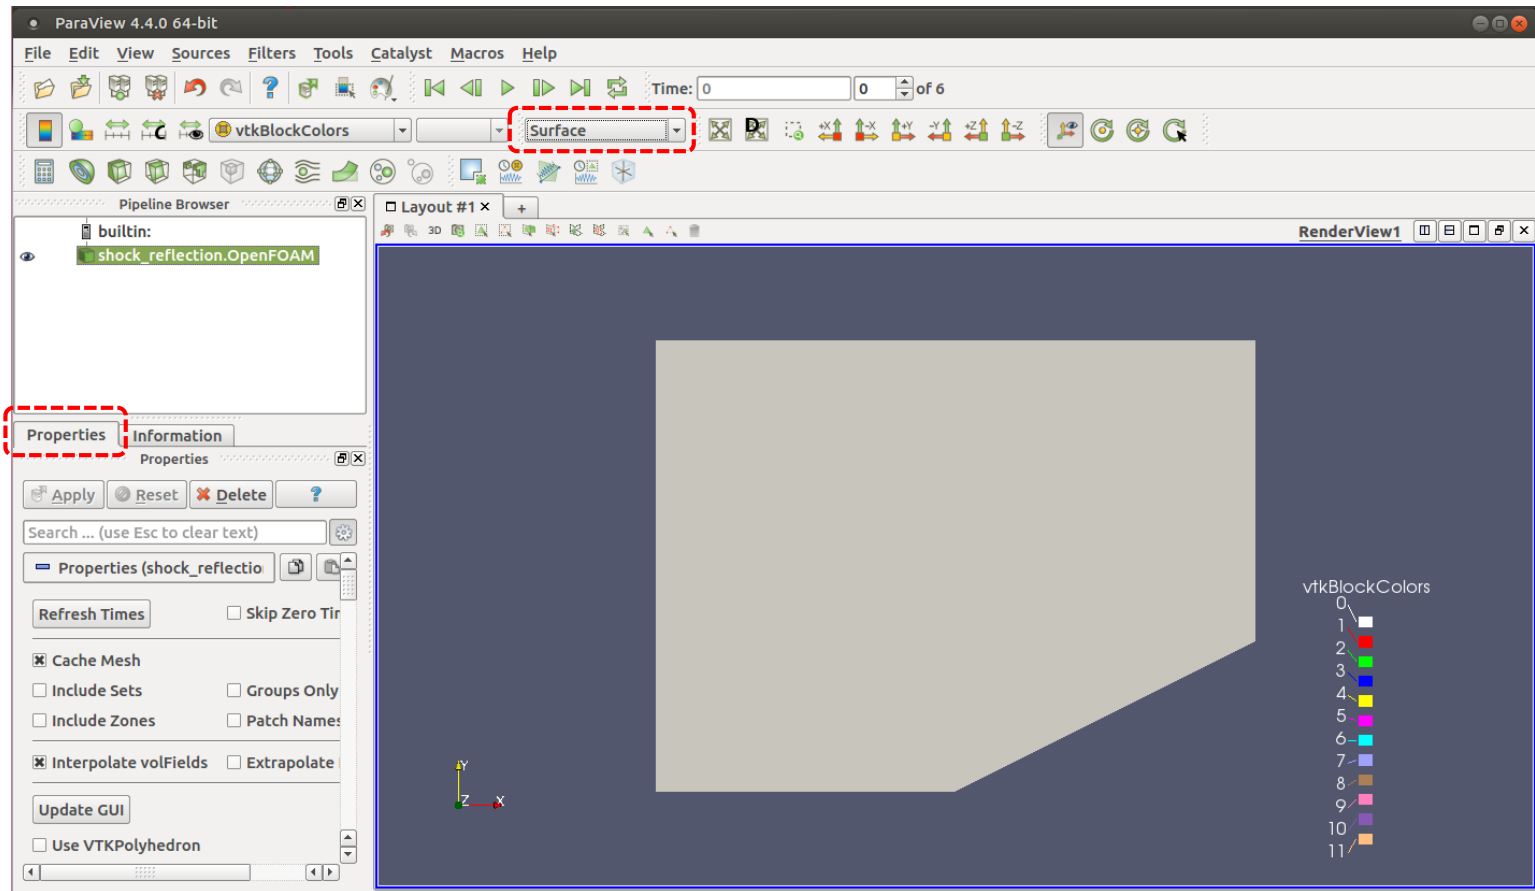 ParaView 4.4.0 64-bit
File Edit View Sources Filters Tools Catalyst Macros Help
Time: 0 0 of 6
vtkBlockColors Surface
+X -X +Y -Y +Z -Z
Pipeline Browser
Layout #1 +
builtin:
3D
RenderView1
shock_reflection.OpenFOAM
Properties Information
Properties
Apply Reset Delete ?
Search ... (use Esc to clear text)
Properties (shock_reflectio
Refresh Times Skip Zero Tir
Cache Mesh
Include Sets Groups Only
Include Zones Patch Names
Interpolate volFields Extrapolate
Update GUI
Use VTKPolyhedron
Y
Z X
vtkBlockColors
0
1
2
3
4
5
6
7
8
9
10
11